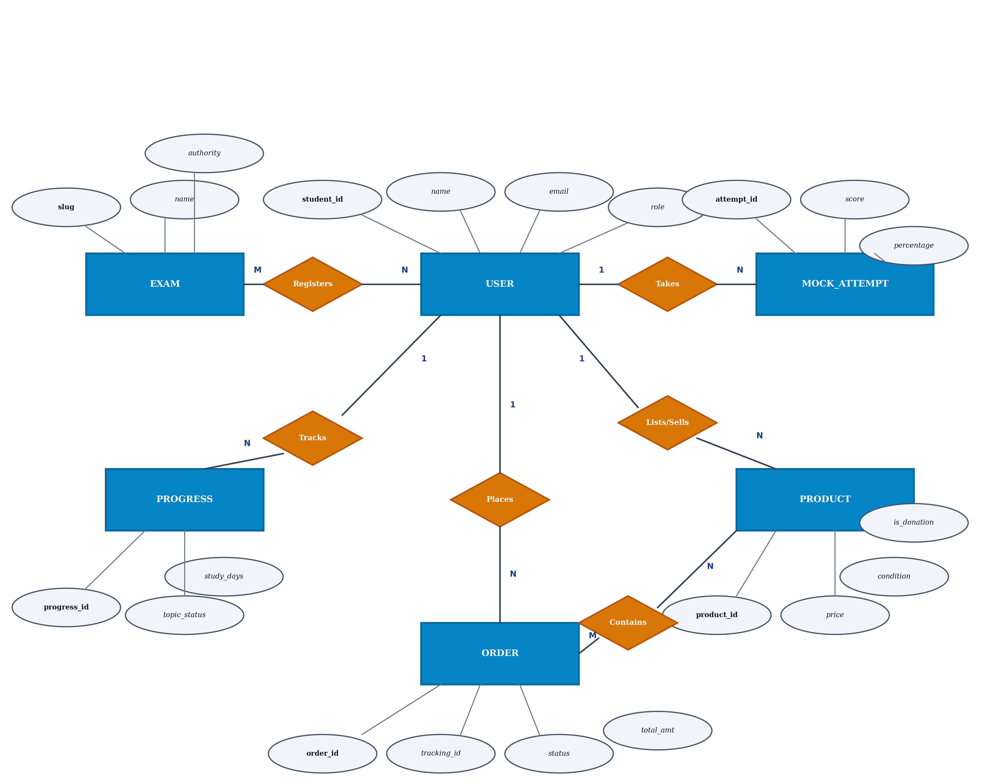 authority
name
email
slug
name
student_id
role
attempt_id
score
percentage
M
N
1
N
EXAM
Registers
USER
Takes
MOCK_ATTEMPT
1
1
1
N
N
Tracks
Lists/Sells
PROGRESS
Places
PRODUCT
is_donation
N
N
study_days
condition
progress_id
topic_status
product_id
price
Contains
M
ORDER
total_amt
order_id
tracking_id
status